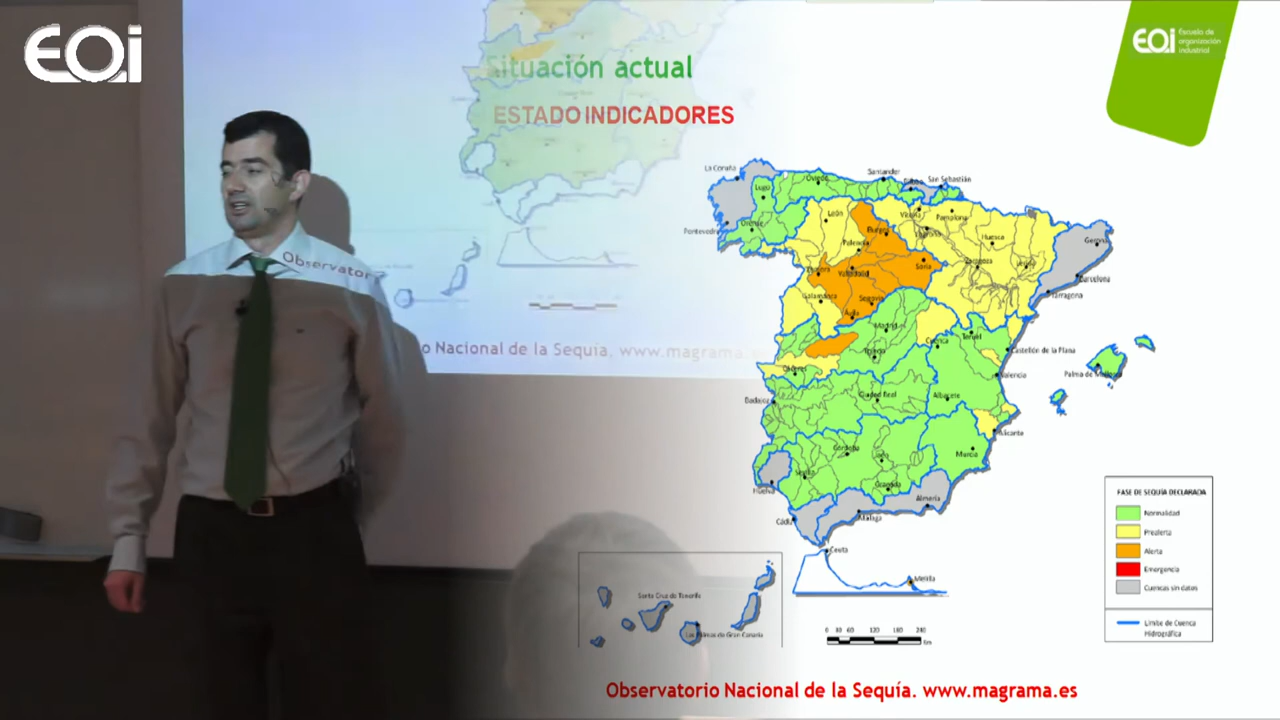 EOi
EOi Escuela de
organización
industrial
Situación actual
ESTADO INDICADORES
La Coruña
Lugo
Oviedo
Santander
Bilbao
San Sebastián
Pontevedra
Orense
León
Burgos
Vitoria
Pamplona
Logroño
Huesca
Gerona
Palencia
Zamora
Valladolid
Soria
Zaragoza
Lérida
Barcelona
Tarragona
Salamanca
Segovia
Ávila
Madrid
Teruel
Cuenca
Toledo
Castellón de la Plana
Cáceres
Valencia
Palma de Mallorca
Badajoz
Ciudad Real
Albacete
Alicante
Córdoba
Jaén
Murcia
Sevilla
Huelva
Granada
Almería
Cádiz
Málaga
Ceuta
Melilla
Santa Cruz de Tenerife
Las Palmas de Gran Canaria
FASE DE SEQUÍA DECLARADA
Normalidad
Prealerta
Alerta
Emergencia
Cuencas sin datos
Límite de Cuenca
Hidrográfica
0 30 60 120 180 240
Km
Observatorio Nacional de la Sequía, www.magrama
Observatorio Nacional de la Sequía. www.magrama.es